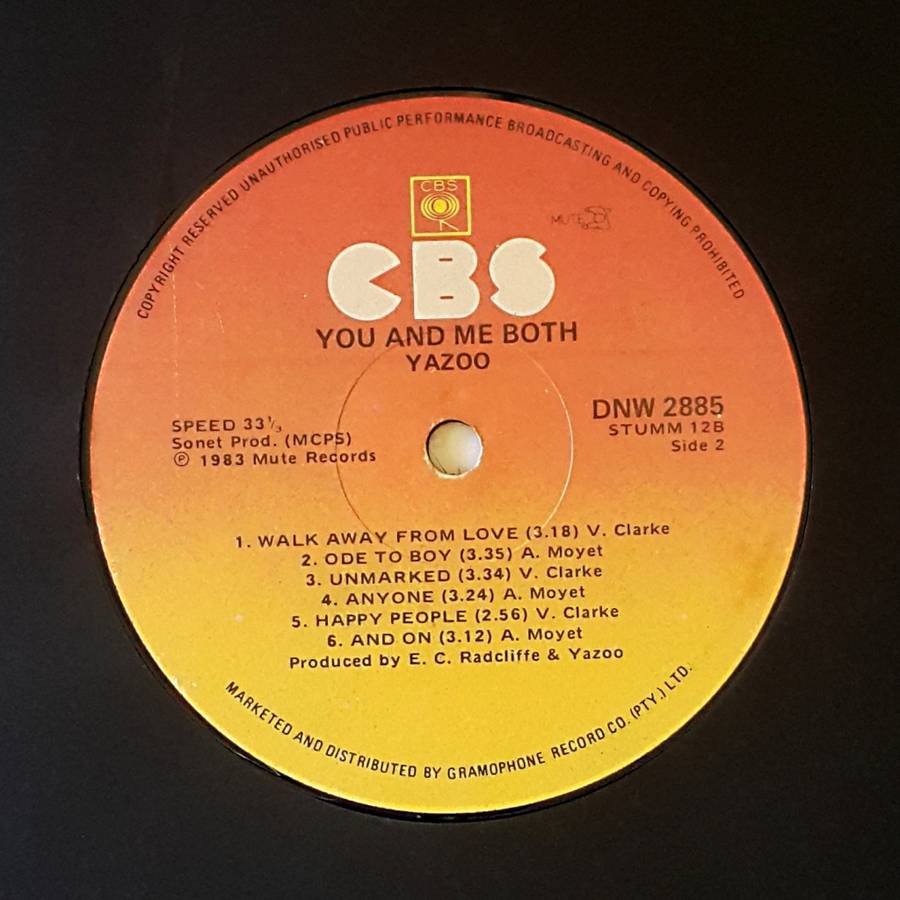 COPYRIGHT RESERVED UNAUTHORISED PUBLIC PERFORMANCE BROADCASTING AND COPYING PROHIBITED
CBS
MUTE
CBS
YOU AND ME BOTH
YAZOO
SPEED 33⅓
Sonet Prod. (MCPS)
℗ 1983 Mute Records
DNW 2885
STUMM 12B
Side 2
1. WALK AWAY FROM LOVE (3.18) V. Clarke
2. ODE TO BOY (3.35) A. Moyet
3. UNMARKED (3.34) V. Clarke
4. ANYONE (3.24) A. Moyet
5. HAPPY PEOPLE (2.56) V. Clarke
6. AND ON (3.12) A. Moyet
Produced by E. C. Radcliffe & Yazoo
MARKETED AND DISTRIBUTED BY GRAMOPHONE RECORD CO. (PTY.) LTD.